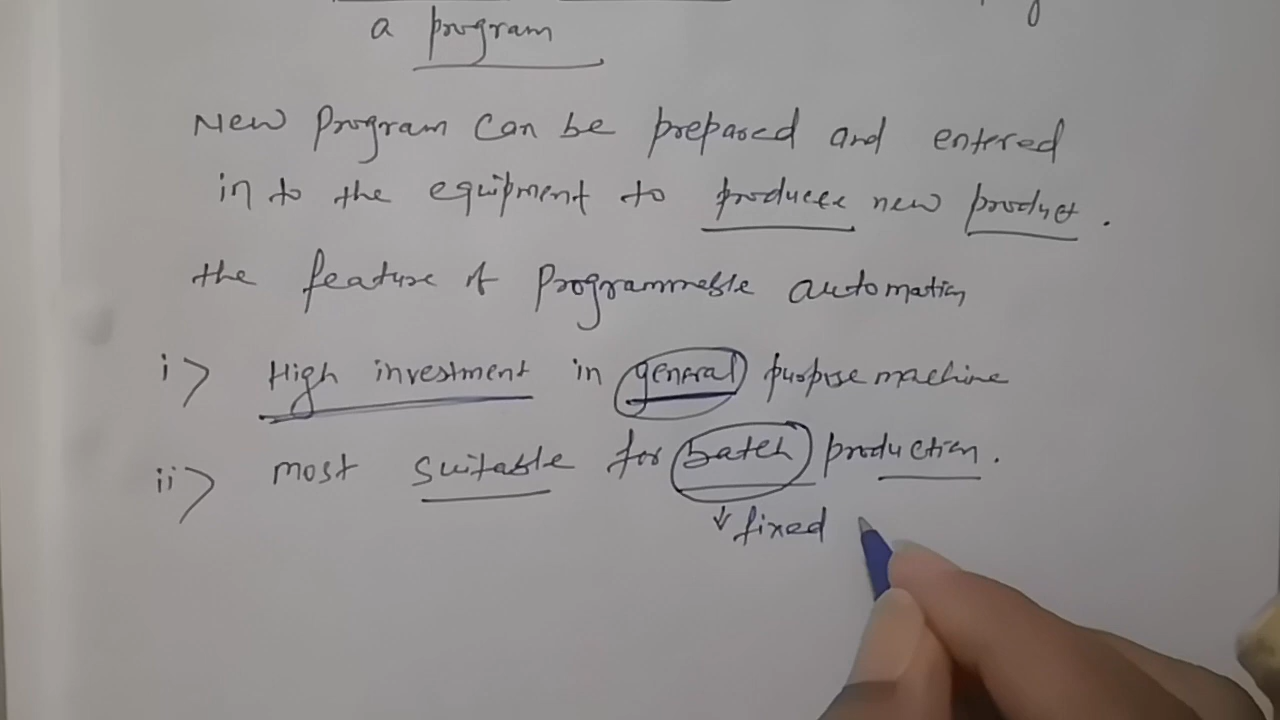 a program
New Program can be prepared and entered
in to the equipment to produces new product.
the feature of Programmable automation
i> High investment in general purpose machine
ii> most suitable for batch production.
↓ fixed